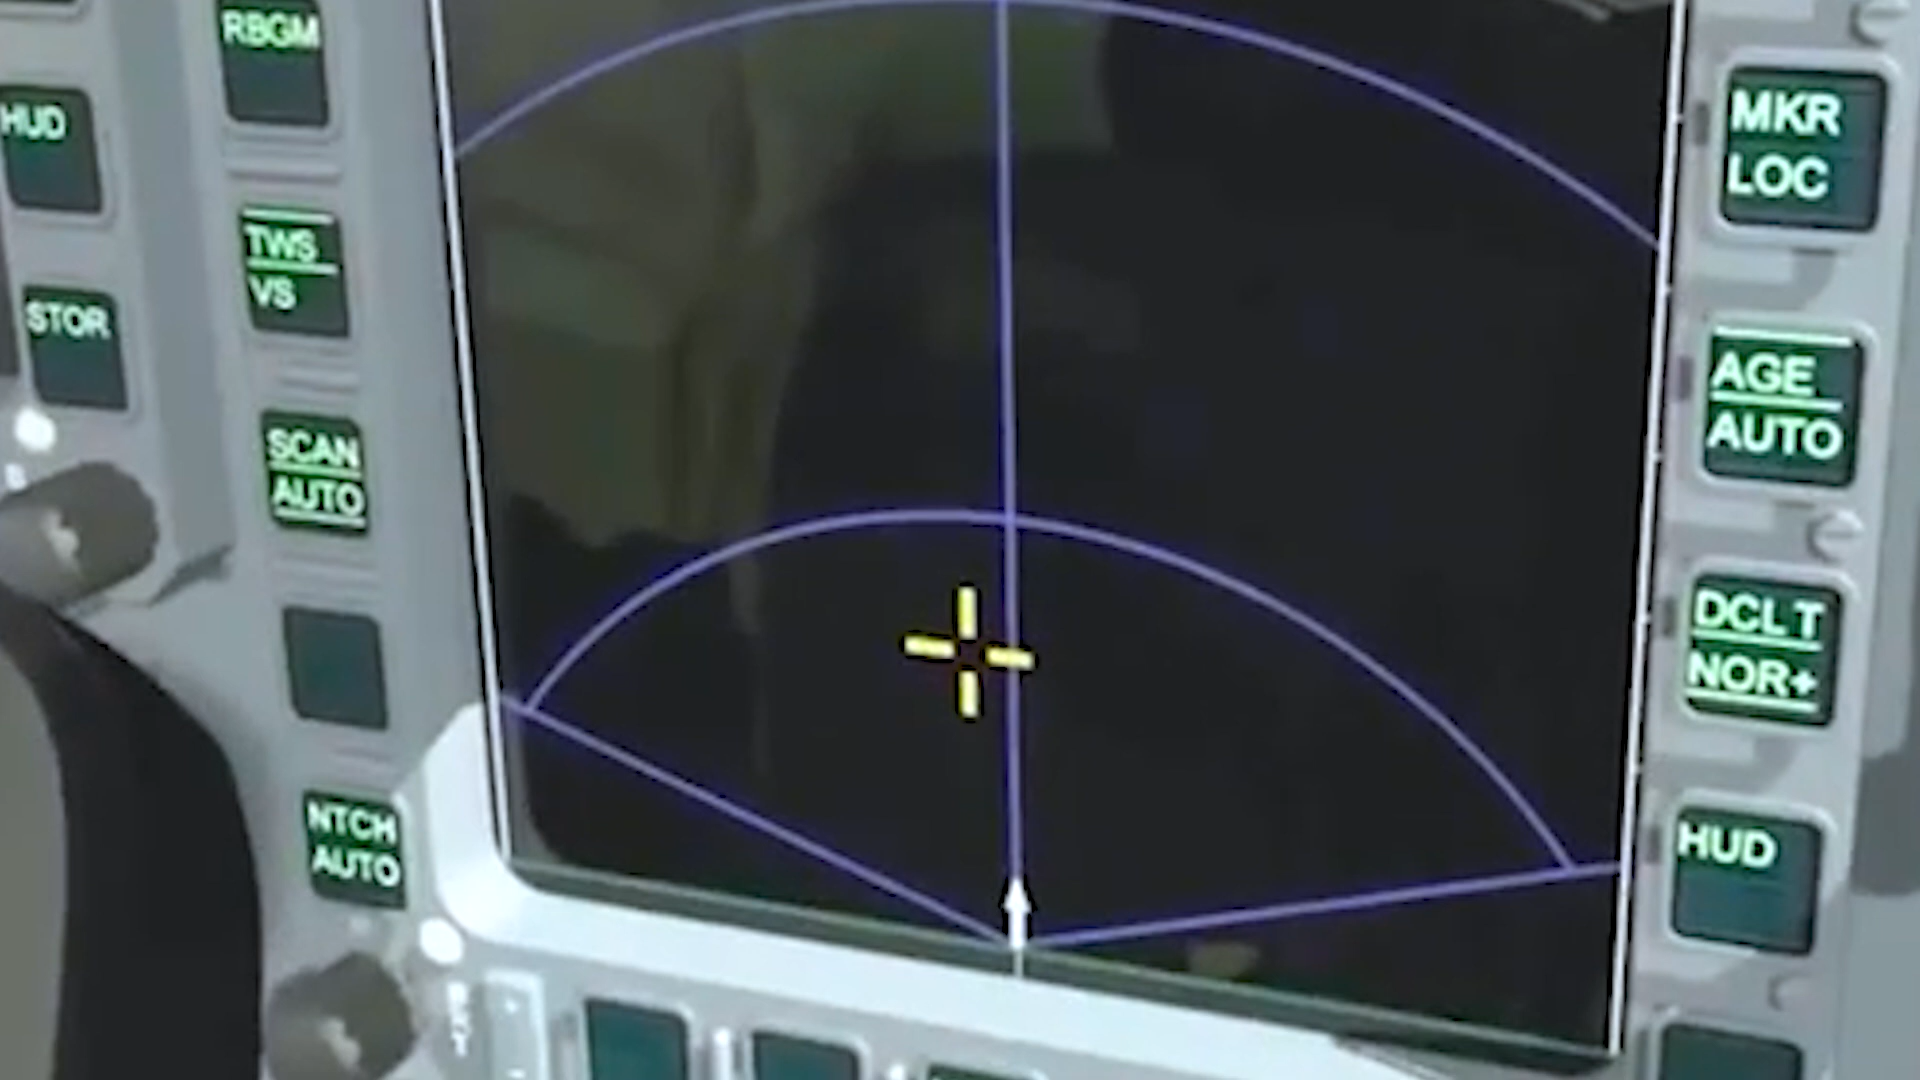 RBGM
HUD
TWS
VS
STOR
SCAN
AUTO
NTCH
AUTO
MKR
LOC
AGE
AUTO
DCLT
NOR+
HUD